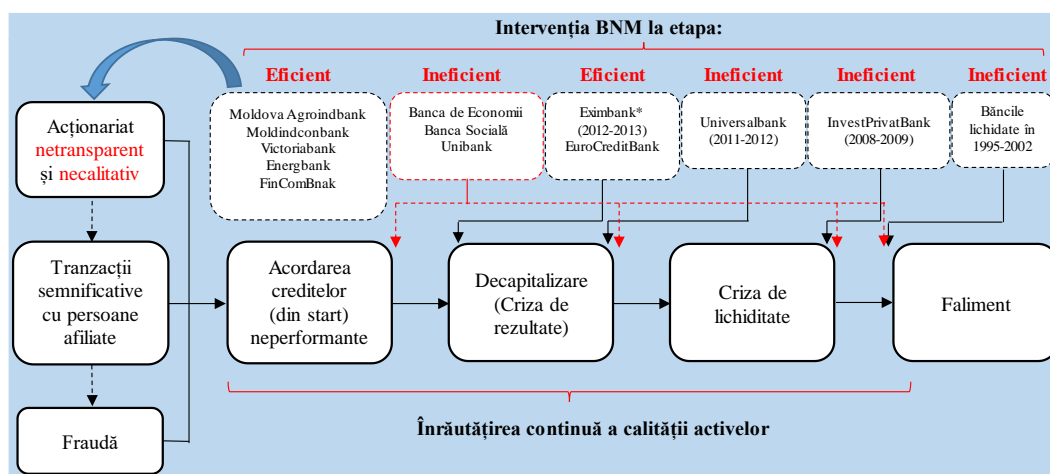 Intervenția BNM la etapa:
Eficient
Ineficient
Eficient
Ineficient
Ineficient
Ineficient
Moldova Agroindbank
Moldindconbank
Victoriabank
Energbank
FinComBnak
Banca de Economii
Banca Socială
Unibank
Eximbank*
(2012-2013)
EuroCreditBank
Universalbank
(2011-2012)
InvestPrivatBank
(2008-2009)
Băncile
lichidate în
1995-2002
Acționariat
netransparent
și necalitativ
Tranzacții
semnificative
cu persoane
afiliate
Fraudă
Acordarea
creditelor
(din start)
neperformante
Decapitalizare
(Criza de
rezultate)
Criza de
lichiditate
Faliment
Înrăutățirea continuă a calității activelor